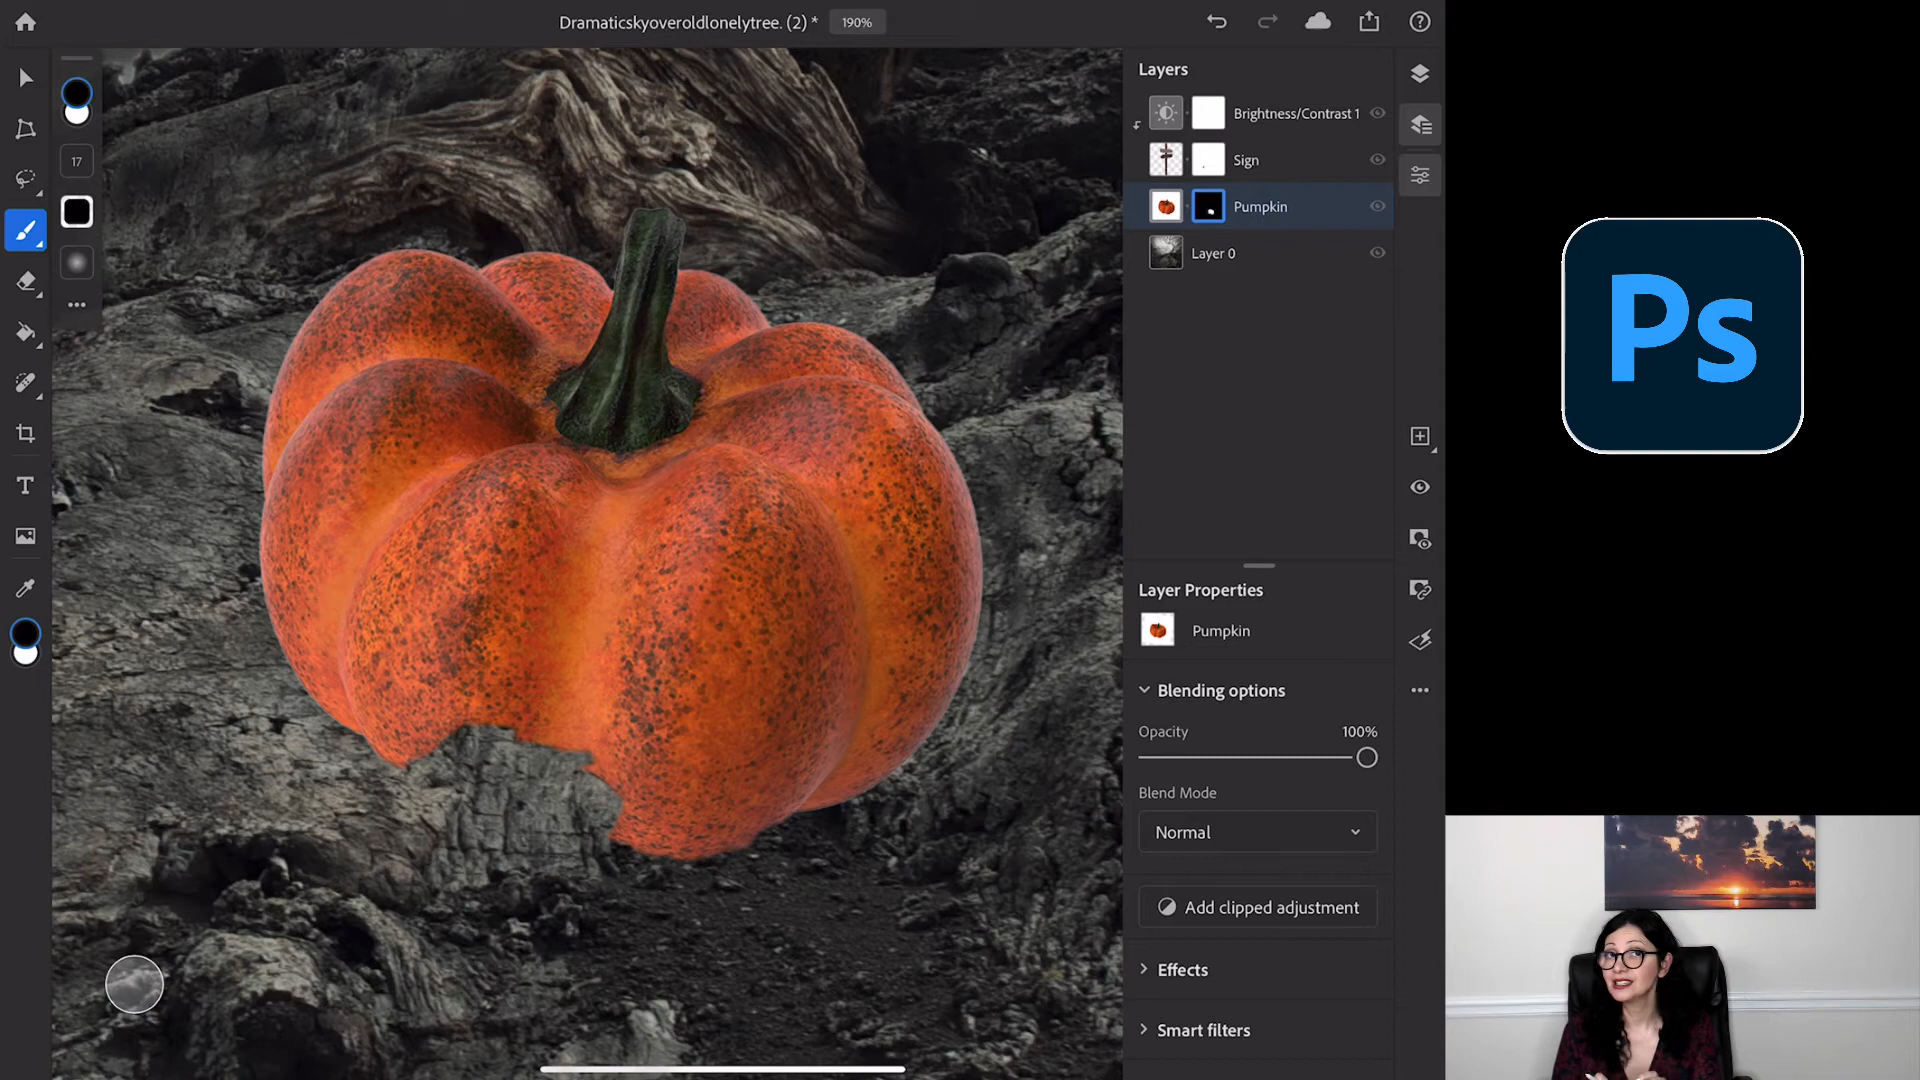 Dramaticskyoveroldlonelytree. (2) *
190%
17
Layers
Brightness/Contrast 1
Sign
Pumpkin
Layer 0
Layer Properties
Pumpkin
Blending options
Opacity 100%
Blend Mode
Normal
Add clipped adjustment
Effects
Smart filters
Ps